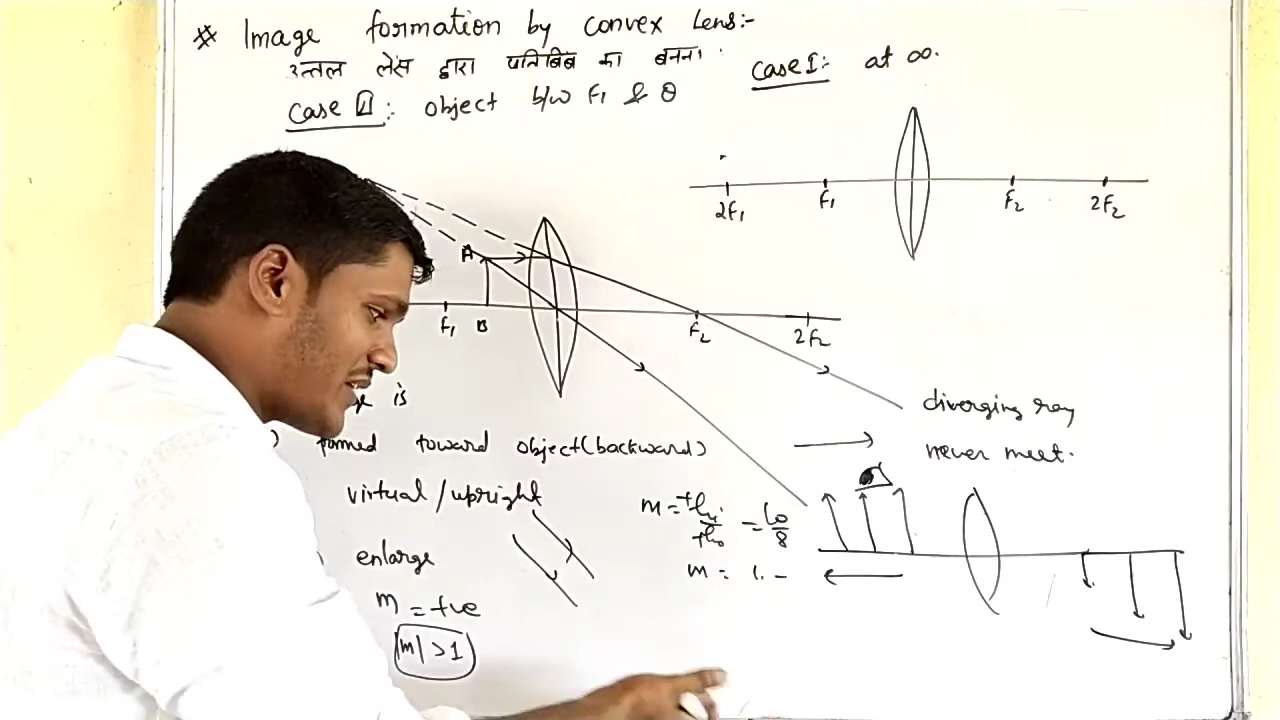 * Image formation by convex Lens:-
उन्तल लेंस द्वारा प्रतिबिंब का बनना
Case 1: object b/w F1 & O
Case I: at ∞.
2F1 F1 F2 2F2
A
F1 B F2 2F2
is
formed toward object(backward)
virtual/upright
enlarge
m = +ve
|m| >1
diverging ray
never meet.
m = +hi/+ho = 10/8
m = 1. -